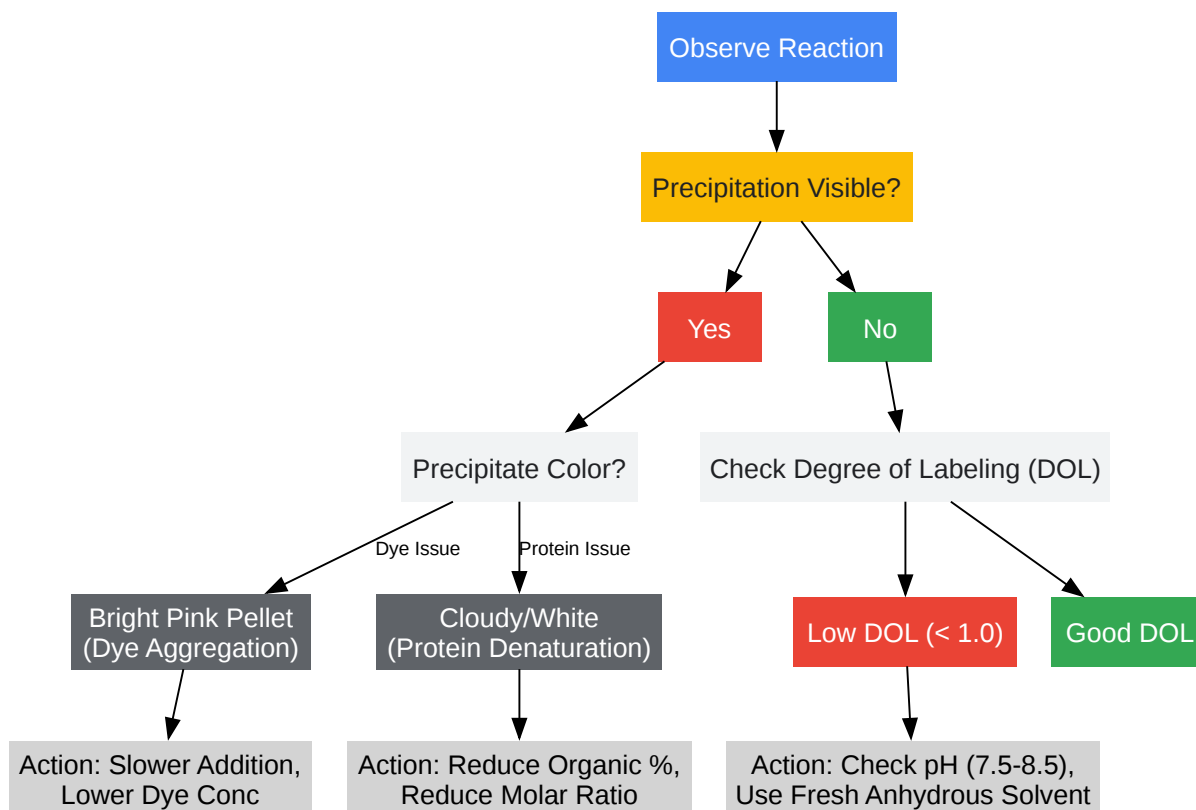 Observe Reaction
Precipitation Visible?
Yes
No
Precipitate Color?
Check Degree of Labeling (DOL)
Dye Issue
Protein Issue
Bright Pink Pellet
(Dye Aggregation)
Cloudy/White
(Protein Denaturation)
Low DOL (< 1.0)
Good DOL
Action: Slower Addition,
Lower Dye Conc
Action: Reduce Organic %,
Reduce Molar Ratio
Action: Check pH (7.5-8.5),
Use Fresh Anhydrous Solvent